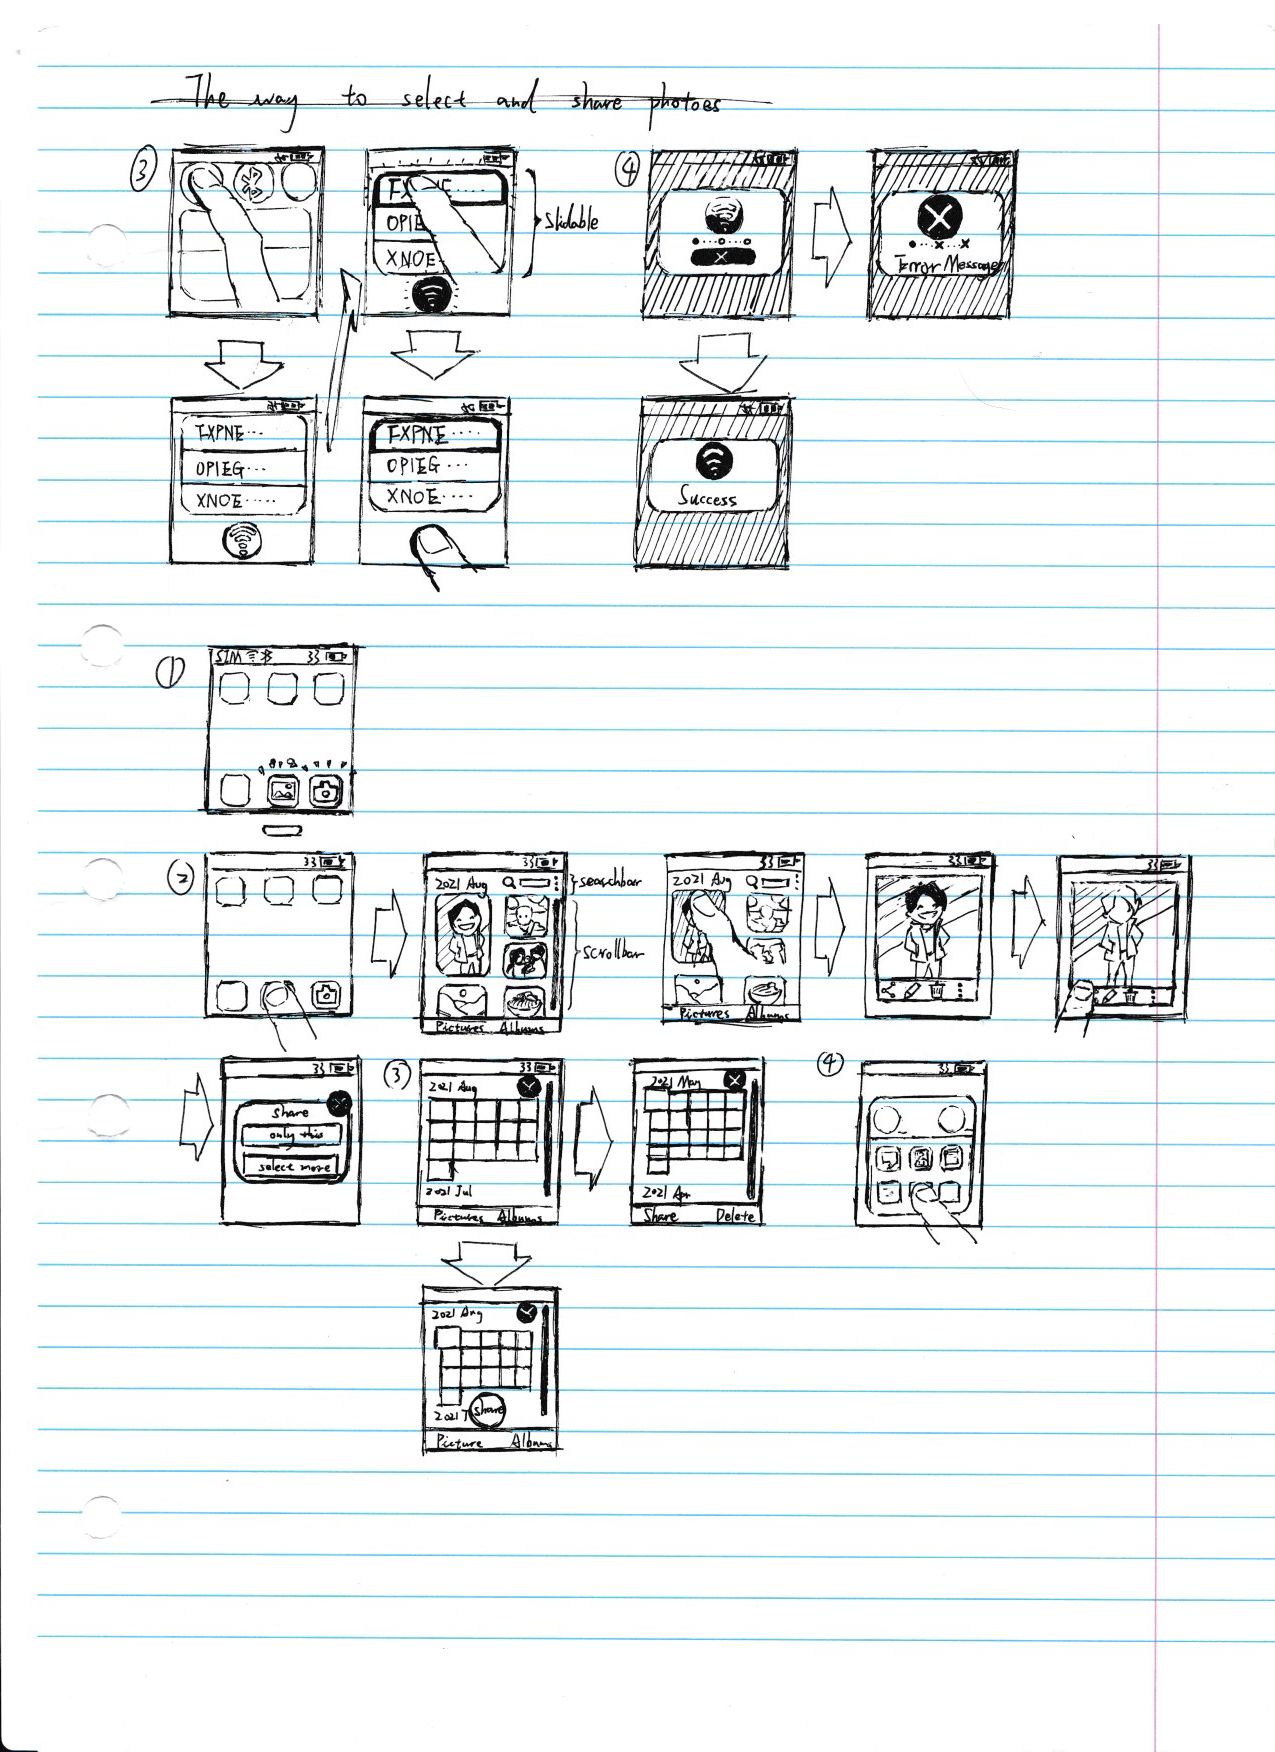 The way to select and share photoes
③
TXPNE····
OPIE
XNOE
Slidable
④
Error Message
TXPNE···
OPIEG···
XNOE·····
TXPNE····
OPIEG···
XNOE····
Success
①
SIM 33
②
33
33
2021 Aug
searchbar
scrollbar
Pictures Albums
33
2021 Aug
Pictures Albums
33
33
33
share
only this
select more
③
33
2021 Aug
2021 Jul
Pictures Albums
33
2021 May
2021 Apr
Share Delete
④
33
2021 Aug
2021 J
share
Picture Albums